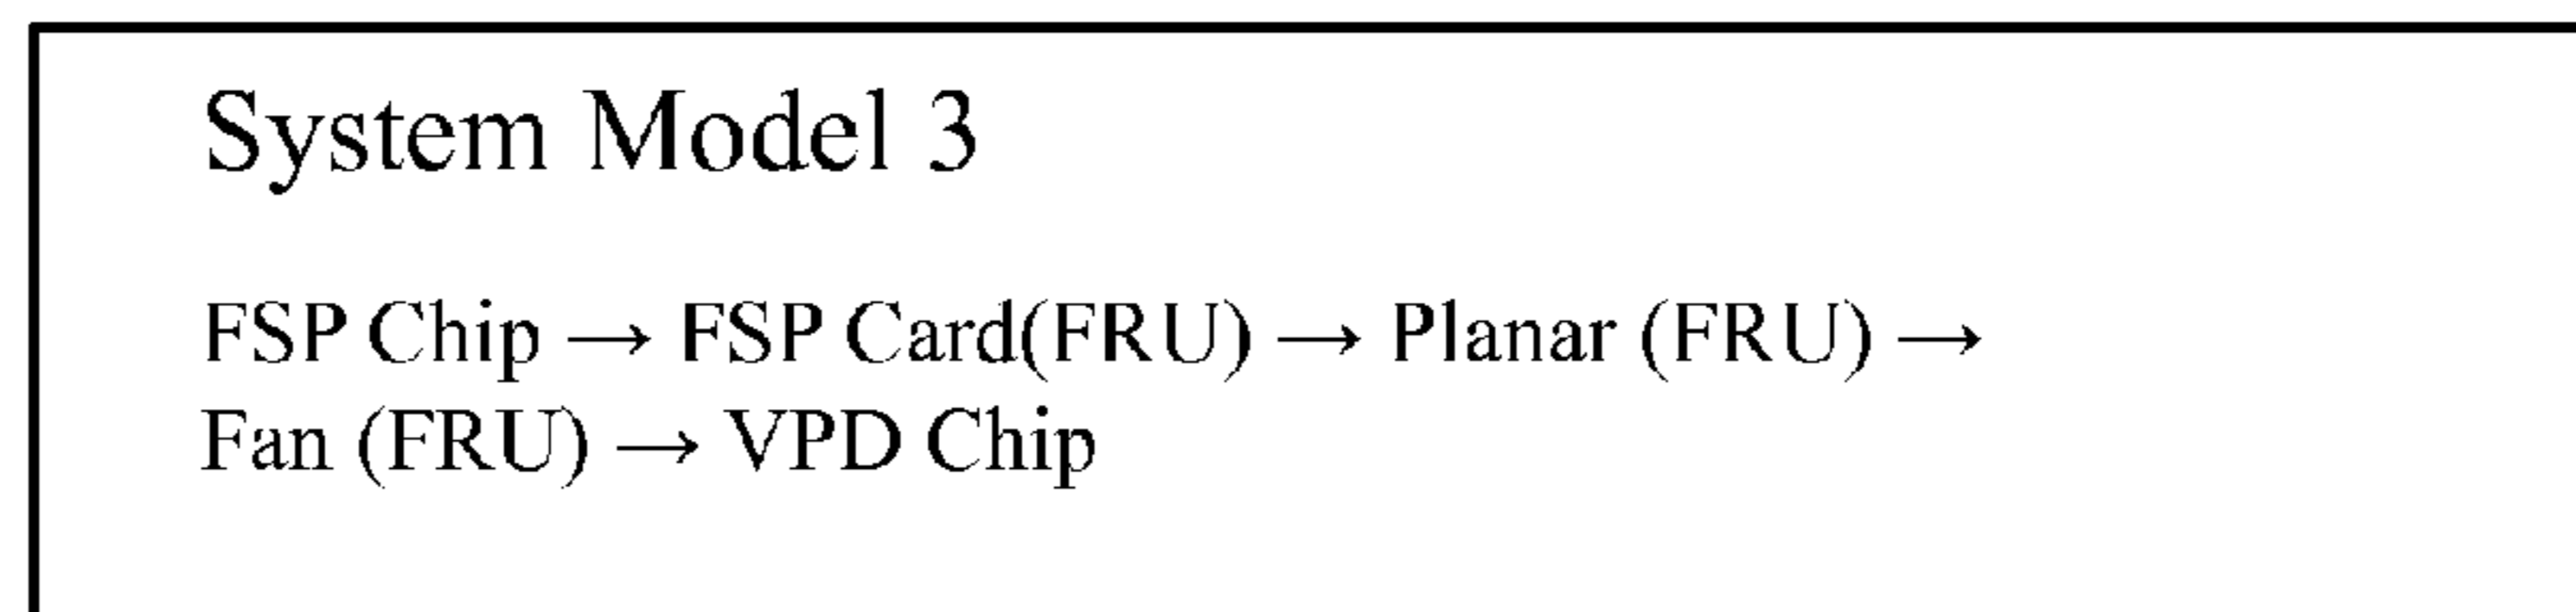 System Model 3
FSP Chip → FSP Card(FRU) → Planar (FRU) →
Fan (FRU) → VPD Chip